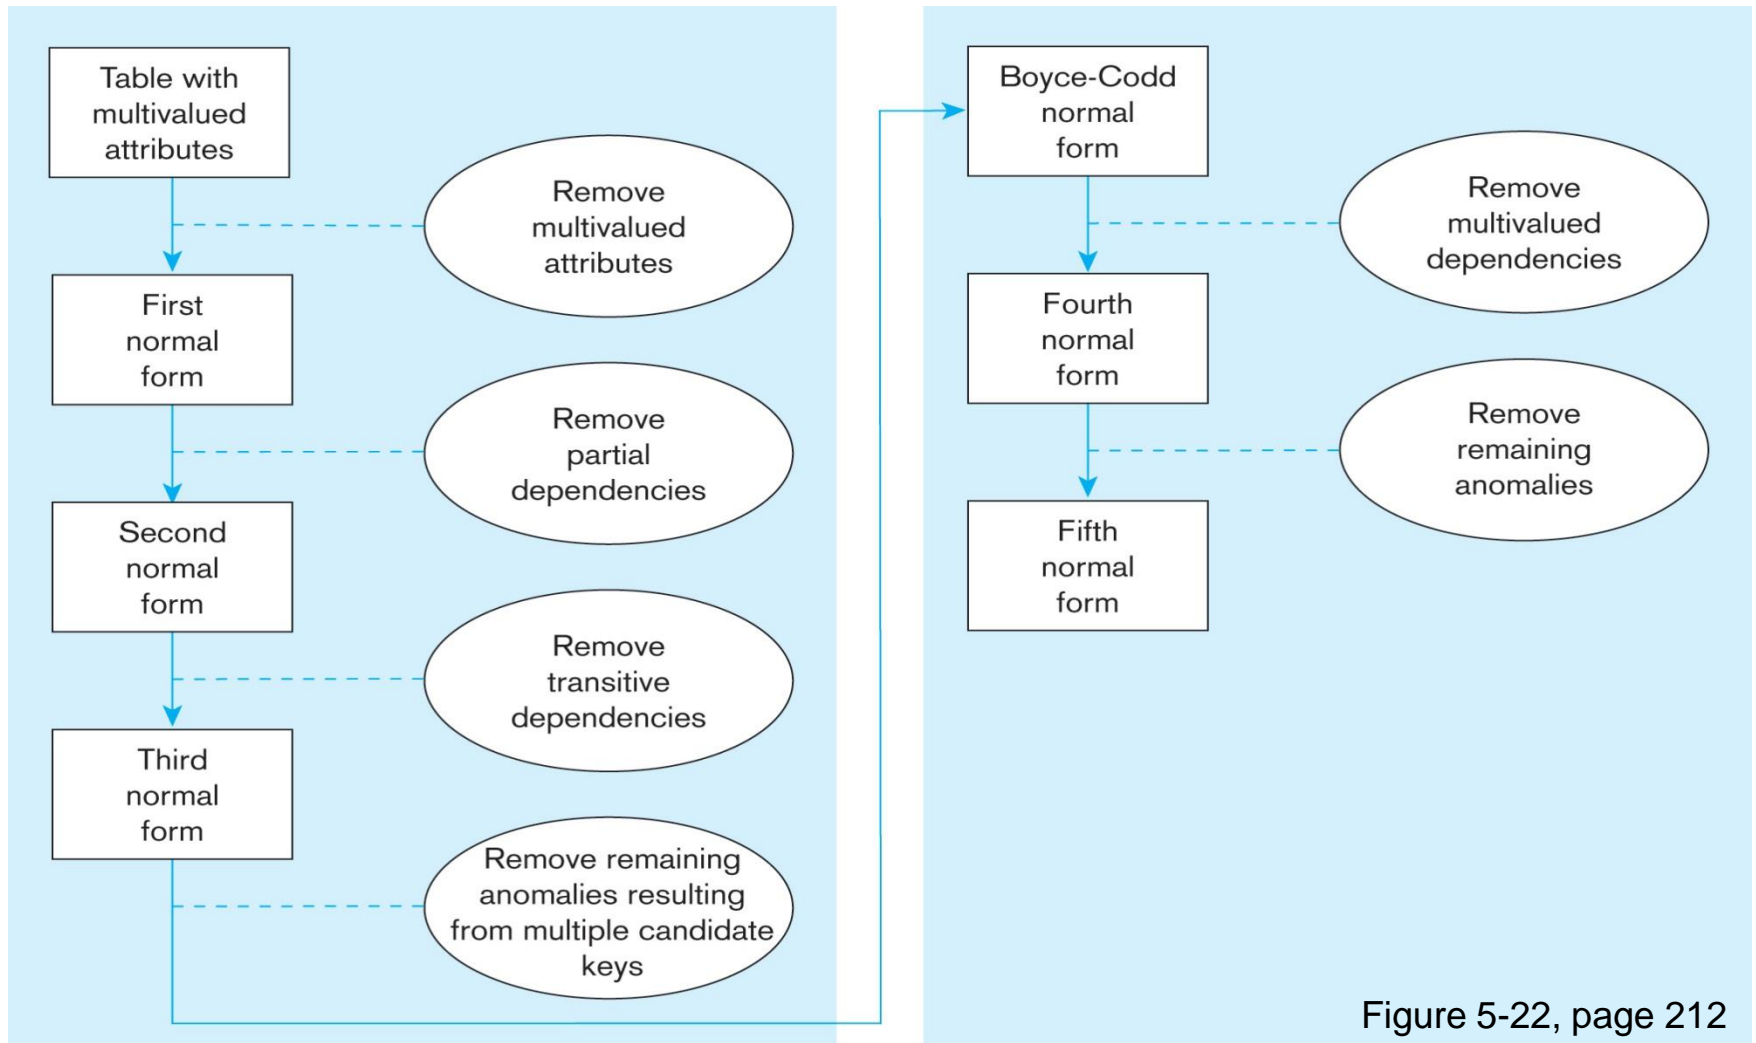 Table with
multivalued
attributes
Remove
multivalued
attributes
First
normal
form
Remove
partial
dependencies
Second
normal
form
Remove
transitive
dependencies
Third
normal
form
Remove remaining
anomalies resulting
from multiple candidate
keys
Boyce-Codd
normal
form
Remove
multivalued
dependencies
Fourth
normal
form
Remove
remaining
anomalies
Fifth
normal
form
Figure 5-22, page 212